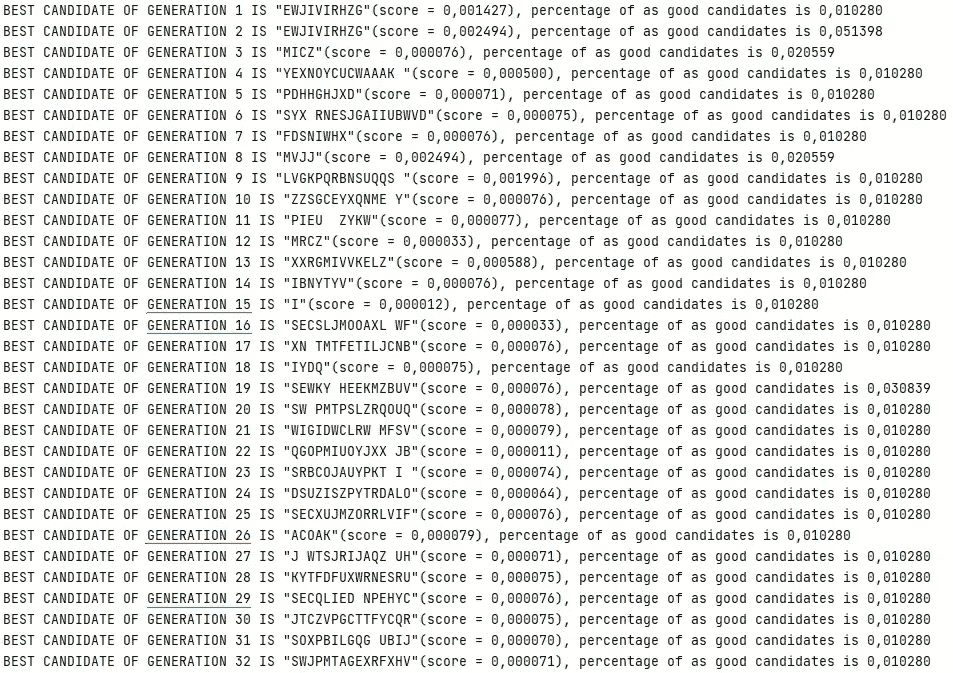 BEST CANDIDATE OF GENERATION 1 IS "EWJIVIRHZG"(score = 0,001427), percentage of as good candidates is 0,010280
BEST CANDIDATE OF GENERATION 2 IS "EWJIVIRHZG"(score = 0,002494), percentage of as good candidates is 0,051398
BEST CANDIDATE OF GENERATION 3 IS "MICZ"(score = 0,000076), percentage of as good candidates is 0,020559
BEST CANDIDATE OF GENERATION 4 IS "YEXNOYCUCWAAAK "(score = 0,000500), percentage of as good candidates is 0,010280
BEST CANDIDATE OF GENERATION 5 IS "PDHHGHJXD"(score = 0,000071), percentage of as good candidates is 0,010280
BEST CANDIDATE OF GENERATION 6 IS "SYX RNESJGAIIUBWVD"(score = 0,000075), percentage of as good candidates is 0,010280
BEST CANDIDATE OF GENERATION 7 IS "FDSNIWHX"(score = 0,000076), percentage of as good candidates is 0,010280
BEST CANDIDATE OF GENERATION 8 IS "MVJJ"(score = 0,002494), percentage of as good candidates is 0,020559
BEST CANDIDATE OF GENERATION 9 IS "LVGKPQRBNSUQQS "(score = 0,001996), percentage of as good candidates is 0,010280
BEST CANDIDATE OF GENERATION 10 IS "ZZSGCEYXQNME Y"(score = 0,000076), percentage of as good candidates is 0,010280
BEST CANDIDATE OF GENERATION 11 IS "PIEU  ZYKW"(score = 0,000077), percentage of as good candidates is 0,010280
BEST CANDIDATE OF GENERATION 12 IS "MRCZ"(score = 0,000033), percentage of as good candidates is 0,010280
BEST CANDIDATE OF GENERATION 13 IS "XXRGMIVVKELZ"(score = 0,000588), percentage of as good candidates is 0,010280
BEST CANDIDATE OF GENERATION 14 IS "IBNYTYV"(score = 0,000076), percentage of as good candidates is 0,010280
BEST CANDIDATE OF GENERATION 15 IS "I"(score = 0,000012), percentage of as good candidates is 0,010280
BEST CANDIDATE OF GENERATION 16 IS "SECSLJMOOAXL WF"(score = 0,000033), percentage of as good candidates is 0,010280
BEST CANDIDATE OF GENERATION 17 IS "XN TMTFETILJCNB"(score = 0,000076), percentage of as good candidates is 0,010280
BEST CANDIDATE OF GENERATION 18 IS "IYDQ"(score = 0,000075), percentage of as good candidates is 0,010280
BEST CANDIDATE OF GENERATION 19 IS "SEWKY HEEKMZBUV"(score = 0,000076), percentage of as good candidates is 0,030839
BEST CANDIDATE OF GENERATION 20 IS "SW PMTPSLZRQOUQ"(score = 0,000078), percentage of as good candidates is 0,010280
BEST CANDIDATE OF GENERATION 21 IS "WIGIDWCLRW MFSV"(score = 0,000079), percentage of as good candidates is 0,010280
BEST CANDIDATE OF GENERATION 22 IS "QGOPMIUOYJXX JB"(score = 0,000011), percentage of as good candidates is 0,010280
BEST CANDIDATE OF GENERATION 23 IS "SRBCOJAUYPKT I "(score = 0,000074), percentage of as good candidates is 0,010280
BEST CANDIDATE OF GENERATION 24 IS "DSUZISZPYTRDALO"(score = 0,000064), percentage of as good candidates is 0,010280
BEST CANDIDATE OF GENERATION 25 IS "SECXUJMZORRLVIF"(score = 0,000076), percentage of as good candidates is 0,010280
BEST CANDIDATE OF GENERATION 26 IS "ACOAK"(score = 0,000079), percentage of as good candidates is 0,010280
BEST CANDIDATE OF GENERATION 27 IS "J WTSJRIJAQZ UH"(score = 0,000071), percentage of as good candidates is 0,010280
BEST CANDIDATE OF GENERATION 28 IS "KYTFDFUXWRNESRU"(score = 0,000075), percentage of as good candidates is 0,010280
BEST CANDIDATE OF GENERATION 29 IS "SECQLIED NPEHYC"(score = 0,000076), percentage of as good candidates is 0,010280
BEST CANDIDATE OF GENERATION 30 IS "JTCZVPGCTTFYCQR"(score = 0,000075), percentage of as good candidates is 0,010280
BEST CANDIDATE OF GENERATION 31 IS "SOXPBILGQG UBIJ"(score = 0,000070), percentage of as good candidates is 0,010280
BEST CANDIDATE OF GENERATION 32 IS "SWJPMTAGEXRFXHV"(score = 0,000071), percentage of as good candidates is 0,010280